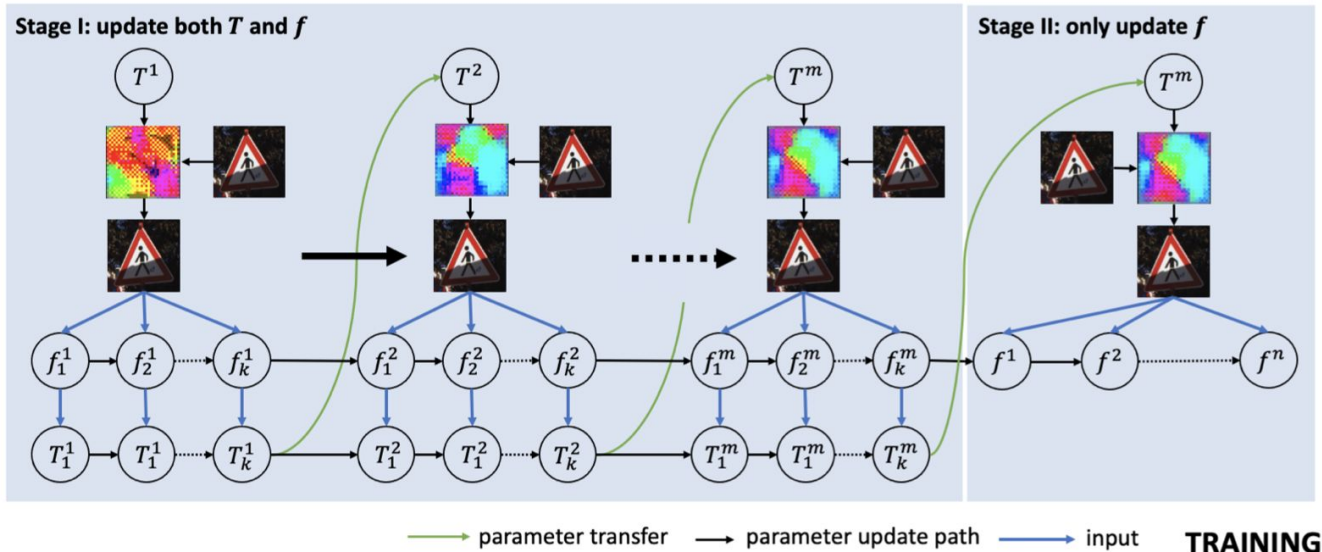 Stage I: update both T and f
Stage II: only update f
T^1
T^2
T^m
T^m
f_1^1 f_2^1 f_k^1 f_1^2 f_2^2 f_k^2 f_1^m f_2^m f_k^m f^1 f^2 f^n
T_1^1 T_1^1 T_k^1 T_1^2 T_1^2 T_k^2 T_1^m T_1^m T_k^m
parameter transfer parameter update path input TRAINING